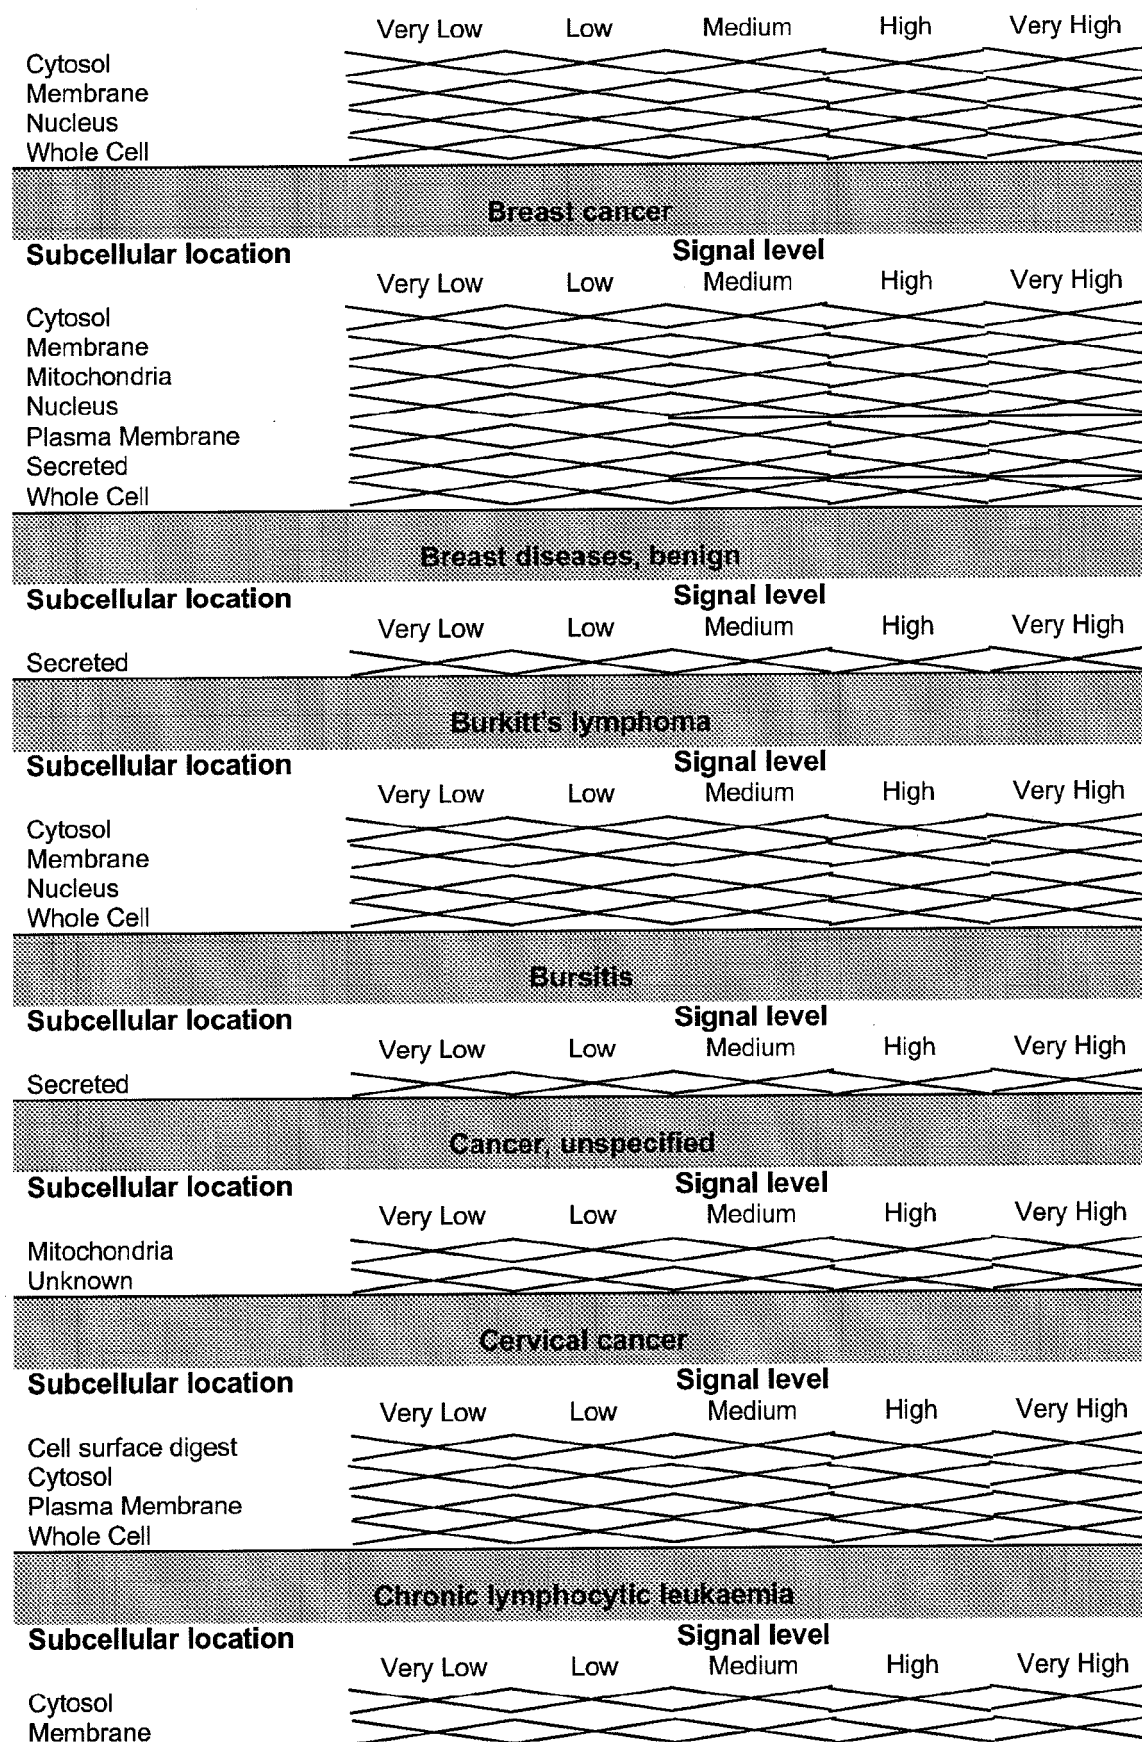 Very Low Low Medium High Very High
Cytosol
Membrane
Nucleus
Whole Cell
Breast cancer
Subcellular location Signal level
Very Low Low Medium High Very High
Cytosol
Membrane
Mitochondria
Nucleus
Plasma Membrane
Secreted
Whole Cell
Breast diseases, benign
Subcellular location Signal level
Very Low Low Medium High Very High
Secreted
Burkitt's lymphoma
Subcellular location Signal level
Very Low Low Medium High Very High
Cytosol
Membrane
Nucleus
Whole Cell
Bursitis
Subcellular location Signal level
Very Low Low Medium High Very High
Secreted
Cancer, unspecified
Subcellular location Signal level
Very Low Low Medium High Very High
Mitochondria
Unknown
Cervical cancer
Subcellular location Signal level
Very Low Low Medium High Very High
Cell surface digest
Cytosol
Plasma Membrane
Whole Cell
Chronic lymphocytic leukaemia
Subcellular location Signal level
Very Low Low Medium High Very High
Cytosol
Membrane